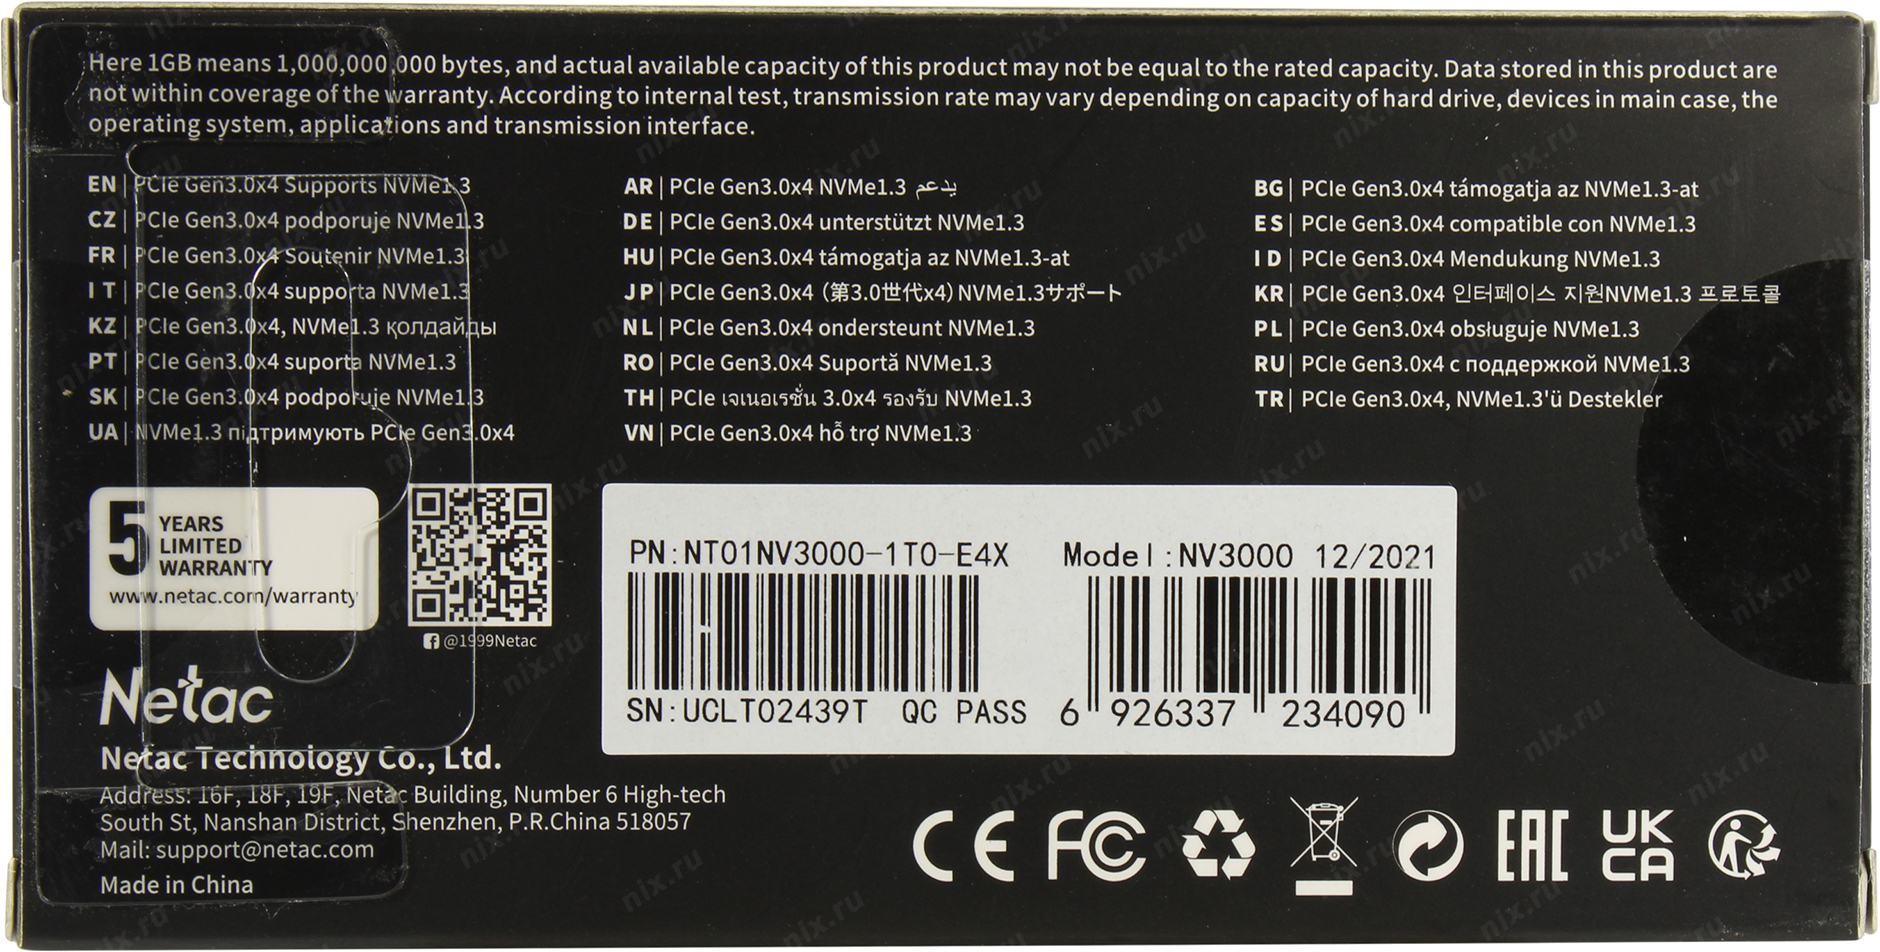 Here 1GB means 1,000,000,000 bytes, and actual available capacity of this product may not be equal to the rated capacity. Data stored in this product are
not within coverage of the warranty. According to internal test, transmission rate may vary depending on capacity of hard drive, devices in main case, the
operating system, applications and transmission interface.
EN | PCIe Gen3.0x4 Supports NVMe1.3
CZ | PCIe Gen3.0x4 podporuje NVMe1.3
FR | PCIe Gen3.0x4 Soutenir NVMe1.3
IT | PCIe Gen3.0x4 supporta NVMe1.3
KZ | PCIe Gen3.0x4, NVMe1.3 қолдайды
PT | PCIe Gen3.0x4 suporta NVMe1.3
SK | PCIe Gen3.0x4 podporuje NVMe1.3
UA | NVMe1.3 підтримують PCIe Gen3.0x4
AR | PCIe Gen3.0x4 NVMe1.3 يدعم
DE | PCIe Gen3.0x4 unterstützt NVMe1.3
HU | PCIe Gen3.0x4 támogatja az NVMe1.3-at
JP | PCIe Gen3.0x4 (第3.0世代x4) NVMe1.3サポート
NL | PCIe Gen3.0x4 ondersteunt NVMe1.3
RO | PCIe Gen3.0x4 Suportă NVMe1.3
TH | PCIe เจเนอเรชั่น 3.0x4 รองรับ NVMe1.3
VN | PCIe Gen3.0x4 hỗ trợ NVMe1.3
BG | PCIe Gen3.0x4 támogatja az NVMe1.3-at
ES | PCIe Gen3.0x4 compatible con NVMe1.3
ID | PCIe Gen3.0x4 Mendukung NVMe1.3
KR | PCIe Gen3.0x4 인터페이스 지원NVMe1.3 프로토콜
PL | PCIe Gen3.0x4 obsługuje NVMe1.3
RU | PCIe Gen3.0x4 с поддержкой NVMe1.3
TR | PCIe Gen3.0x4, NVMe1.3'ü Destekler
5 YEARS
LIMITED
WARRANTY
www.netac.com/warranty
@1999Netac
PN:NT01NV3000-1T0-E4X Model:NV3000 12/2021
SN:UCLT02439T QC PASS 6 926337 234090
Netac
Netac Technology Co., Ltd.
Address: 16F, 18F, 19F, Netac Building, Number 6 High-tech
South St, Nanshan District, Shenzhen, P.R.China 518057
Mail: support@netac.com
Made in China
CE FC EAC UK
CA
nix.ru